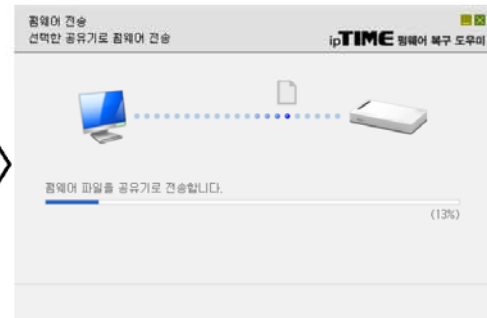 펌웨어 전송
선택한 공유기로 펌웨어 전송
ipTIME 펌웨어 복구 도우미
펌웨어 파일을 공유기로 전송합니다.
(13%)